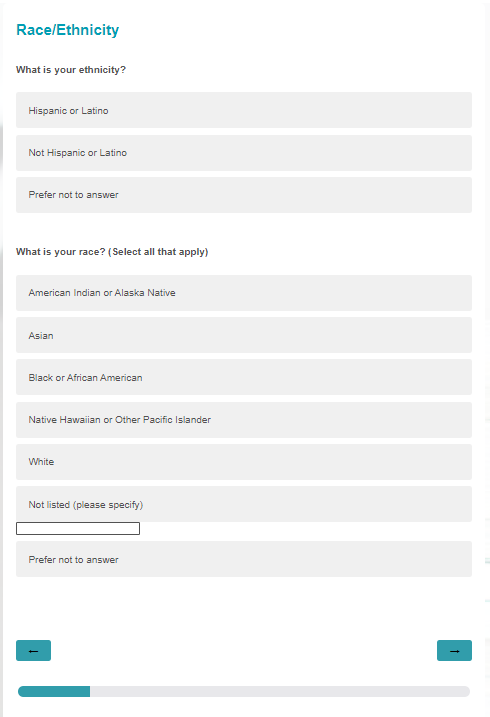 Race/Ethnicity
What is your ethnicity?
Hispanic or Latino
Not Hispanic or Latino
Prefer not to answer
What is your race? (Select all that apply)
American Indian or Alaska Native
Asian
Black or African American
Native Hawaiian or Other Pacific Islander
White
Not listed (please specify)
Prefer not to answer
← →